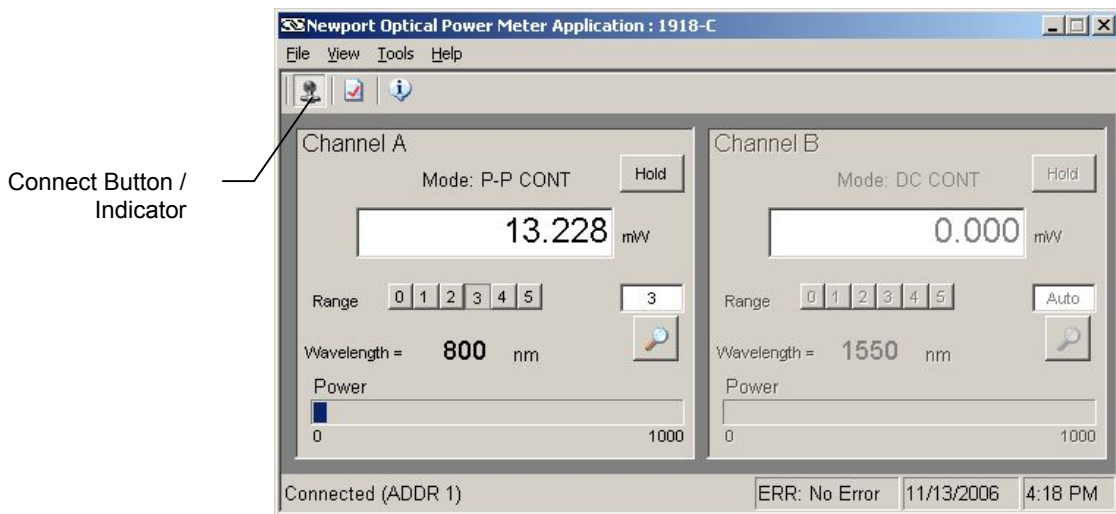 Newport Optical Power Meter Application : 1918-C
File View Tools Help
Connect Button /
Indicator
Channel A
Mode: P-P CONT
Hold
13.228 mW
Range 0 1 2 3 4 5 3
Wavelength = 800 nm
Power
0 1000
Channel B
Mode: DC CONT
Hold
0.000 mW
Range 0 1 2 3 4 5 Auto
Wavelength = 1550 nm
Power
0 1000
Connected (ADDR 1) ERR: No Error 11/13/2006 4:18 PM